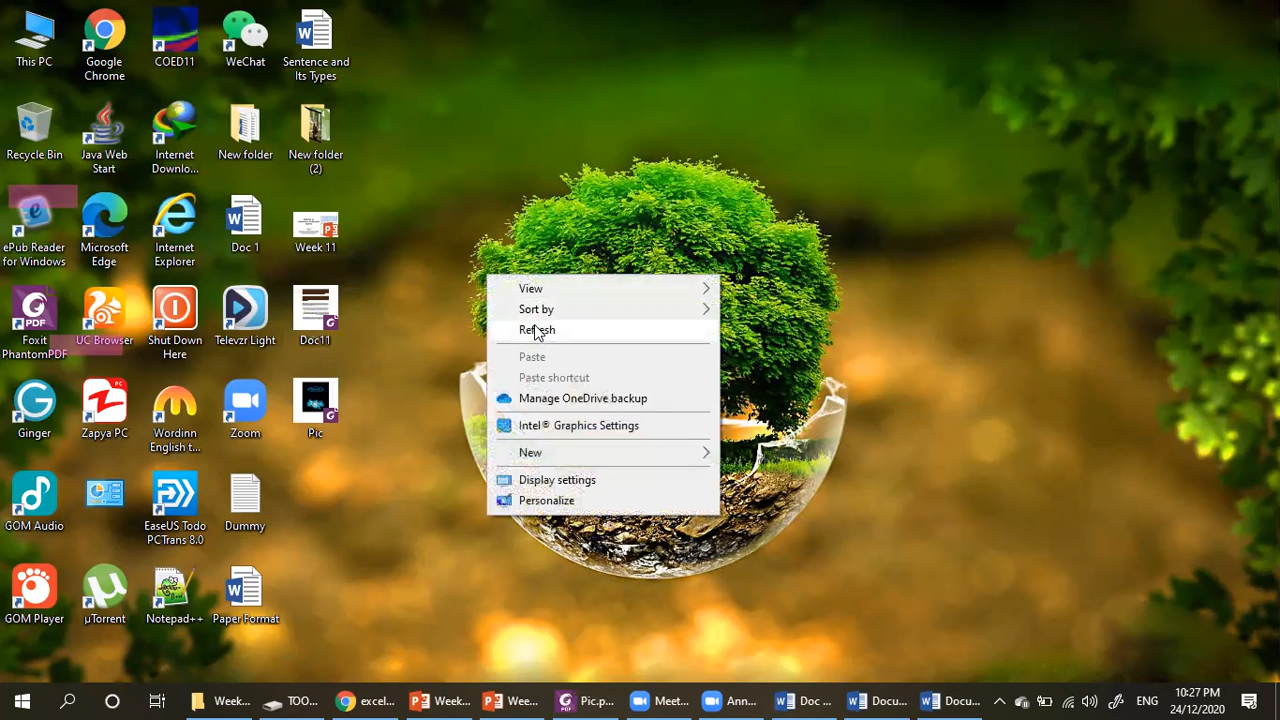 This PC
Google
Chrome
COED11
WeChat
Sentence and
Its Types
Recycle Bin
Java Web
Start
Internet
Downlo...
New folder
New folder
(2)
ePub Reader
for Windows
Microsoft
Edge
Internet
Explorer
Doc 1
Week 11
Foxit
PhantomPDF
UC Browser
Shut Down
Here
Televzr Light
Doc11
Ginger
Zapya PC
Wordinn
English t...
Zoom
Pic
GOM Audio
EaseUS Todo
PCTrans 8.0
Dummy
GOM Player
µTorrent
Notepad++
Paper Format
View
Sort by
Refresh
Paste
Paste shortcut
Manage OneDrive backup
Intel® Graphics Settings
New
Display settings
Personalize
Week...
TOO...
excel...
Week...
Wee...
Pic.p...
Meet...
Ann...
Doc ...
Docu...
Docu...
ENG
10:27 PM
24/12/2020